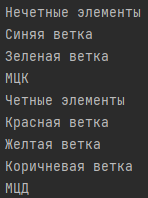 Нечетные элементы
Синяя ветка
Зеленая ветка
МЦК
Четные элементы
Красная ветка
Желтая ветка
Коричневая ветка
МЦД